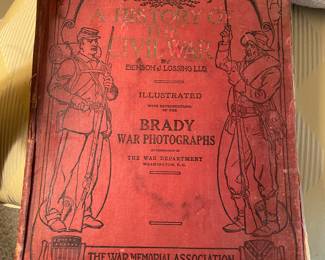 A HISTORY OF
THE
CIVIL WAR
BY
BENSON J. LOSSING LL.D.
ILLUSTRATED
WITH REPRODUCTIONS
OF THE
BRADY
WAR PHOTOGRAPHS
THE WAR DEPARTMENT
WASHINGTON, D.C.
THE WAR MEMORIAL ASSOCIATION